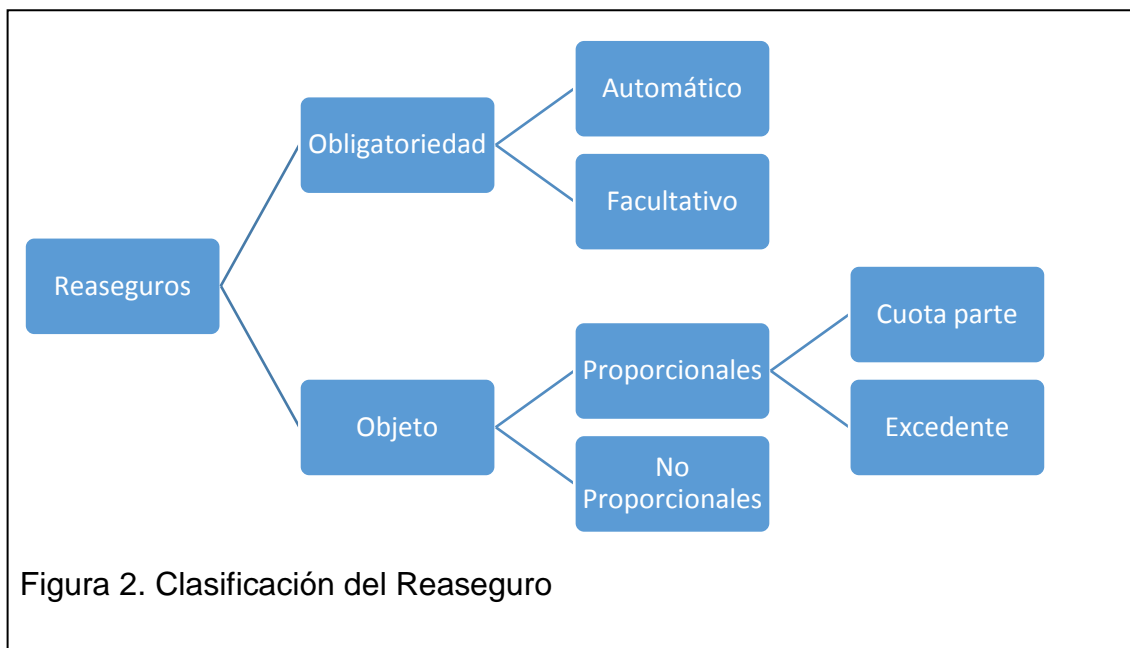 Reaseguros
Obligatoriedad
Automático
Facultativo
Objeto
Proporcionales
Cuota parte
Excedente
No
Proporcionales
Figura 2. Clasificación del Reaseguro